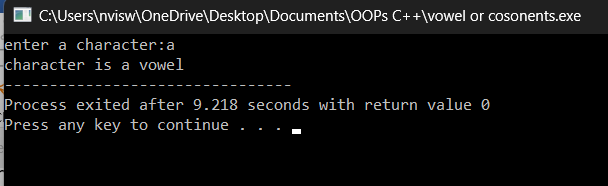 C:\Users\nvisw\OneDrive\Desktop\Documents\OOPs C++\vowel or cosonents.exe
enter a character:a
character is a vowel
--------------------------------
Process exited after 9.218 seconds with return value 0
Press any key to continue . . .